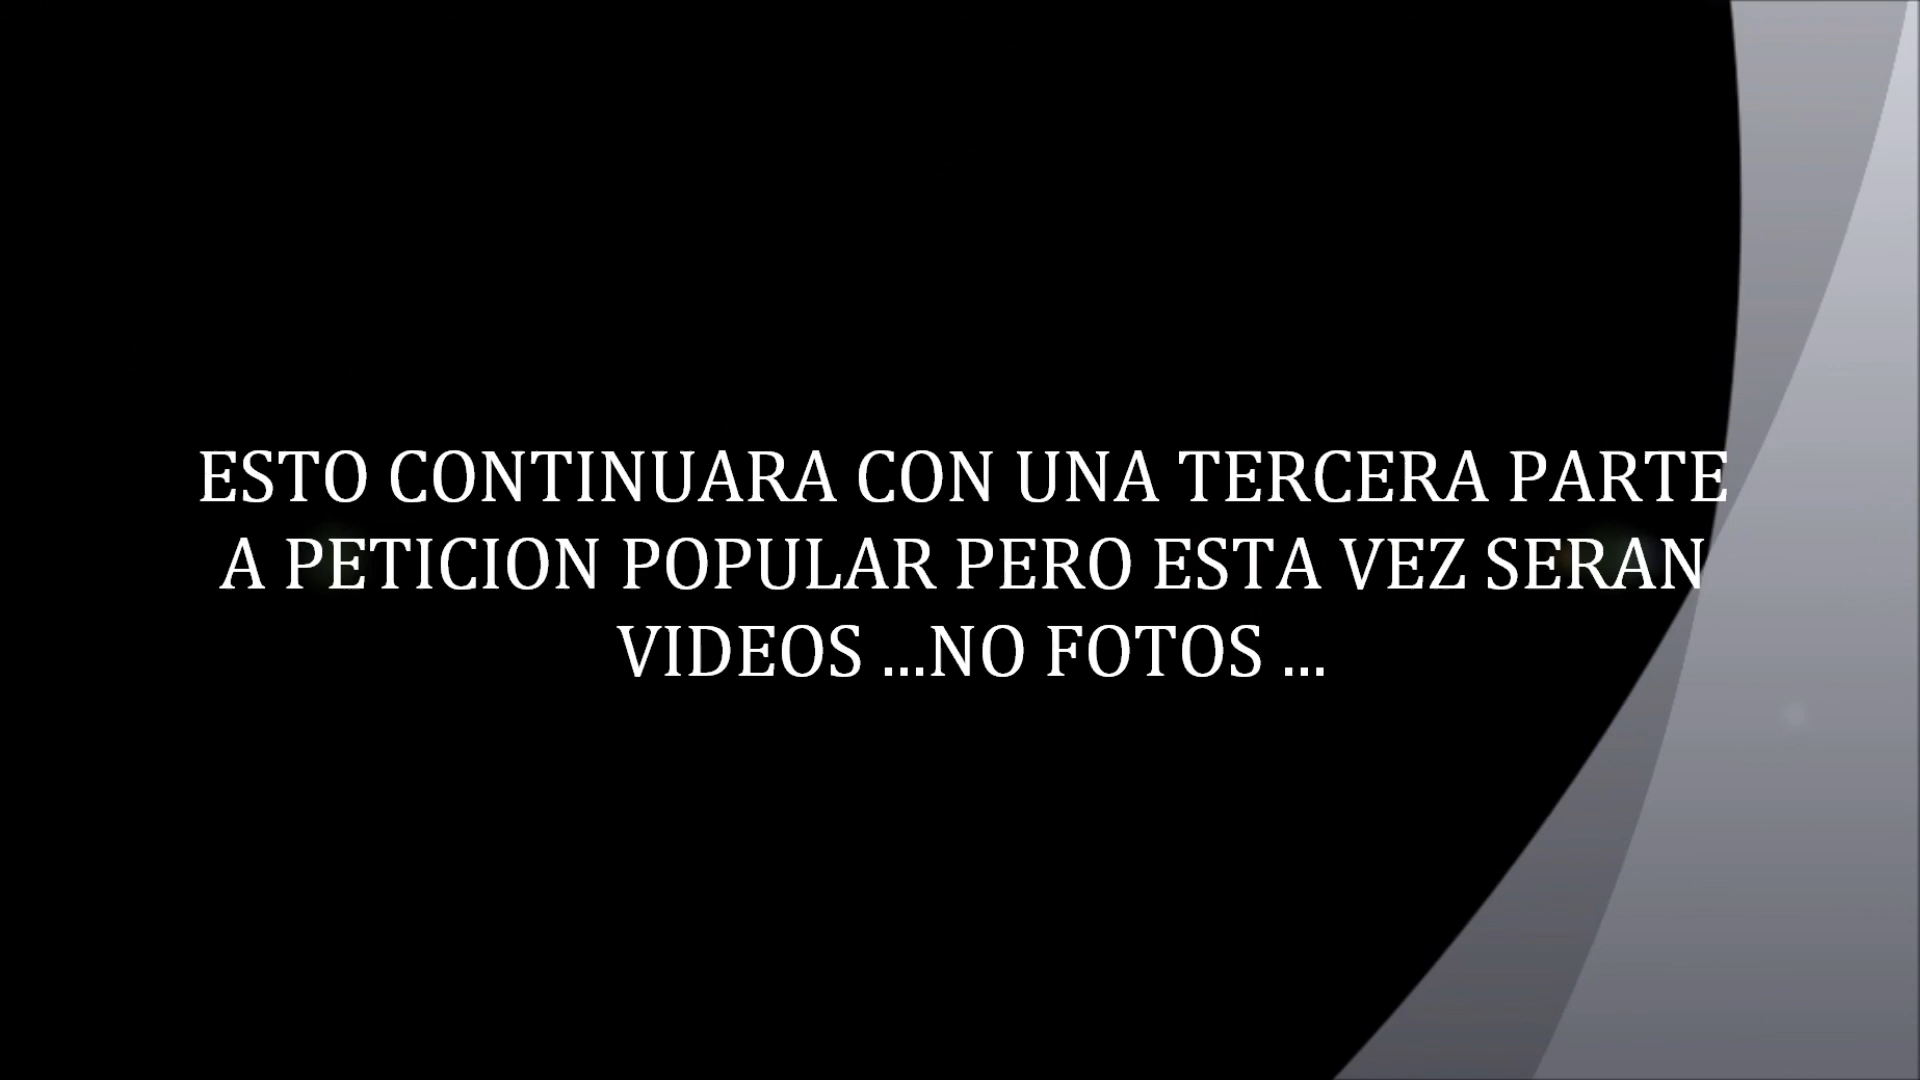 ESTO CONTINUARA CON UNA TERCERA PARTE
A PETICION POPULAR PERO ESTA VEZ SERAN
VIDEOS ...NO FOTOS ...